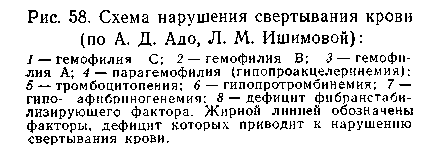 Рис. 58. Схема нарушения свертывания крови
(по А. Д. Адо, Л. М. Ишимовой):
1 — гемофилия С; 2 — гемофилия В; 3 — гемофи-
лия А; 4 — парагемофилия (гипопроакцелеринемия);
5 — тромбоцитопения; 6 — гипопротромбинемия; 7 —
гипо- афибриногенемия; 8 — дефицит фибринстаби-
лизирующего фактора. Жирной линией обозначены
факторы, дефицит которых приводит к нарушению
свертывания крови.